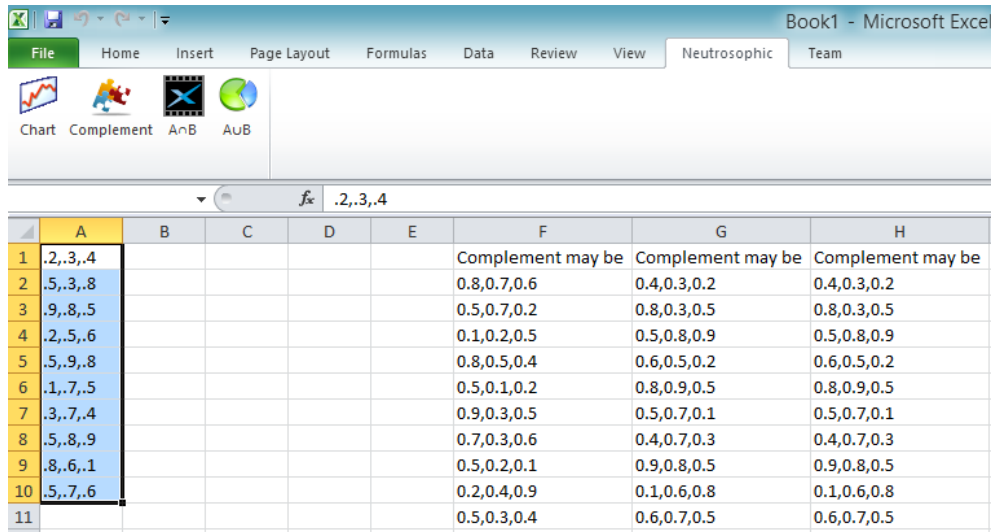 Book1 - Microsoft Excel
File Home Insert Page Layout Formulas Data Review View Neutrosophic Team
Chart Complement A∩B A∪B
fx .2,.3,.4
A B C D E F G H
1 .2,.3,.4 Complement may be Complement may be Complement may be
2 .5,.3,.8 0.8,0.7,0.6 0.4,0.3,0.2 0.4,0.3,0.2
3 .9,.8,.5 0.5,0.7,0.2 0.8,0.3,0.5 0.8,0.3,0.5
4 .2,.5,.6 0.1,0.2,0.5 0.5,0.8,0.9 0.5,0.8,0.9
5 .5,.9,.8 0.8,0.5,0.4 0.6,0.5,0.2 0.6,0.5,0.2
6 .1,.7,.5 0.5,0.1,0.2 0.8,0.9,0.5 0.8,0.9,0.5
7 .3,.7,.4 0.9,0.3,0.5 0.5,0.7,0.1 0.5,0.7,0.1
8 .5,.8,.9 0.7,0.3,0.6 0.4,0.7,0.3 0.4,0.7,0.3
9 .8,.6,.1 0.5,0.2,0.1 0.9,0.8,0.5 0.9,0.8,0.5
10 .5,.7,.6 0.2,0.4,0.9 0.1,0.6,0.8 0.1,0.6,0.8
11 0.5,0.3,0.4 0.6,0.7,0.5 0.6,0.7,0.5